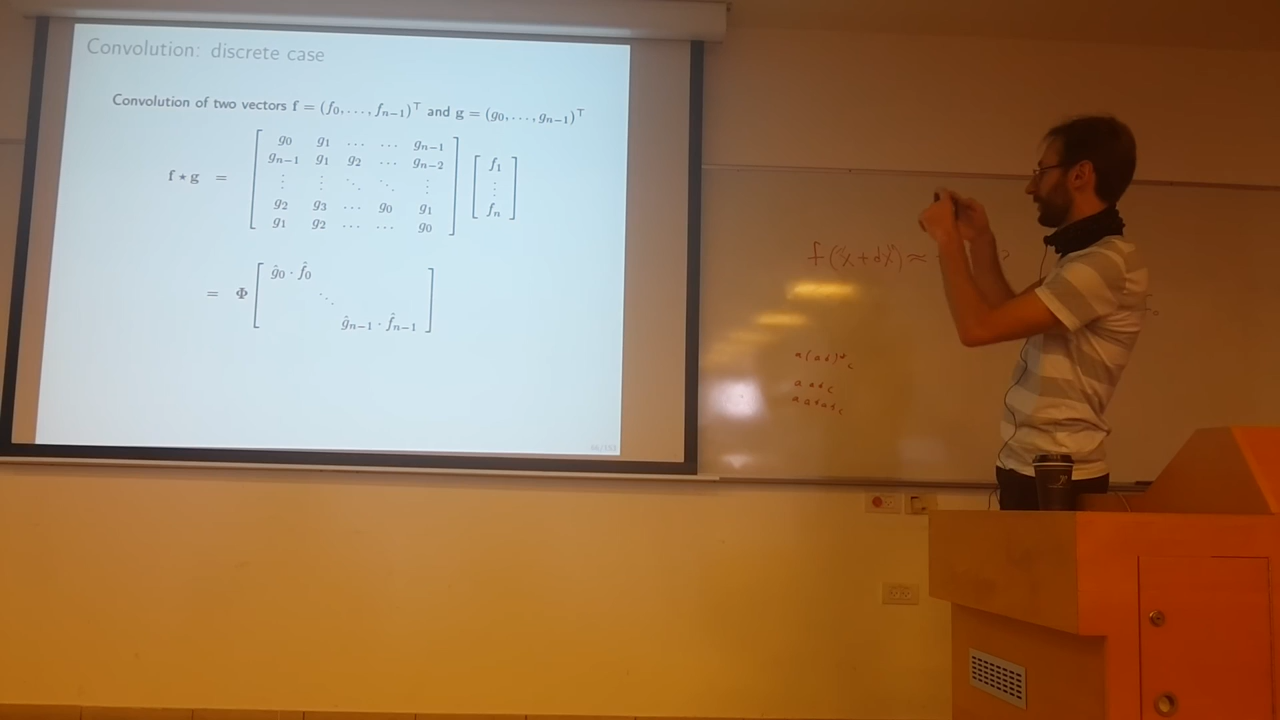 Convolution: discrete case
Convolution of two vectors f = (f₀, …, fₙ₋₁)ᵀ and g = (g₀, …, gₙ₋₁)ᵀ
g₀ g₁ … … gₙ₋₁
gₙ₋₁ g₁ g₂ … gₙ₋₂ f₁
f ⋆ g = ⋮ ⋮ ⋱ ⋱ ⋮ ⋮
g₂ g₃ … g₀ g₁ fₙ
g₁ g₂ … … g₀
ĝ₀ · f̂₀
= Φ ⋱
ĝₙ₋₁ · f̂ₙ₋₁
f(x+dx) ≈